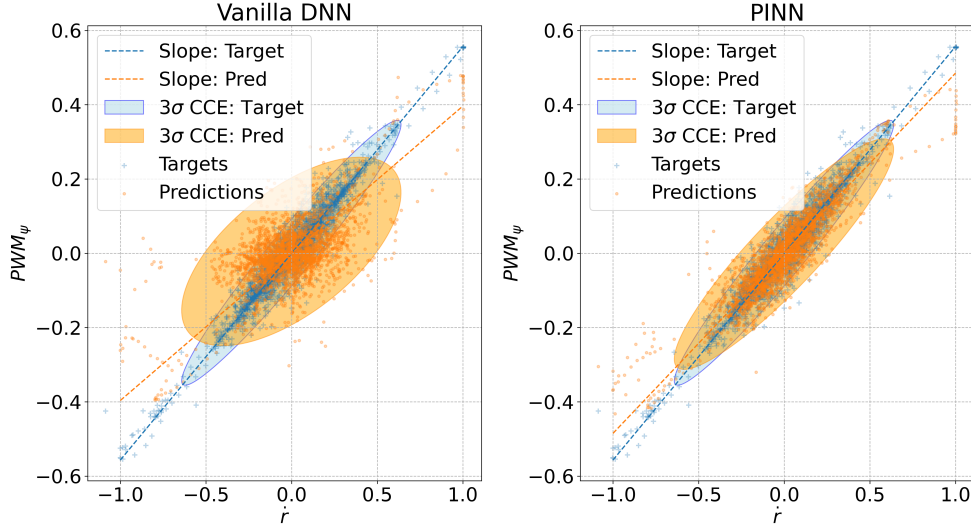 Vanilla DNN
0.6
0.4
0.2
0.0
−0.2
−0.4
−0.6
PWM_ψ
Slope: Target
Slope: Pred
3σ CCE: Target
3σ CCE: Pred
Targets
Predictions
−1.0 −0.5 0.0 0.5 1.0
ṙ
PINN
0.6
0.4
0.2
0.0
−0.2
−0.4
−0.6
PWM_ψ
Slope: Target
Slope: Pred
3σ CCE: Target
3σ CCE: Pred
Targets
Predictions
−1.0 −0.5 0.0 0.5 1.0
ṙ